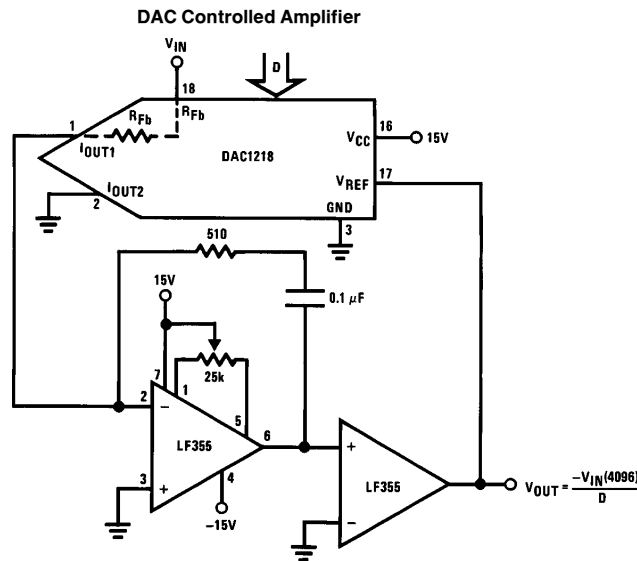 DAC Controlled Amplifier
VIN
D
18
RFb
RFb
1
IOUT1
DAC1218
16
VCC
15V
VREF
17
IOUT2
2
GND
3
510
15V
0.1 μF
7
1
25k
2
−
5
6
LF355
3
+
4
−15V
+
LF355
−
VOUT = −VIN(4096)
D